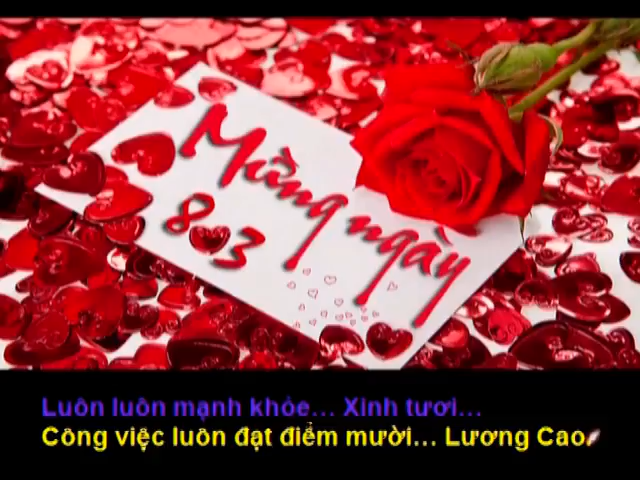 Mừng ngày
8 3
Luôn luôn mạnh khỏe... Xinh tươi...
Công việc luôn đạt điểm mười... Lương Cao.